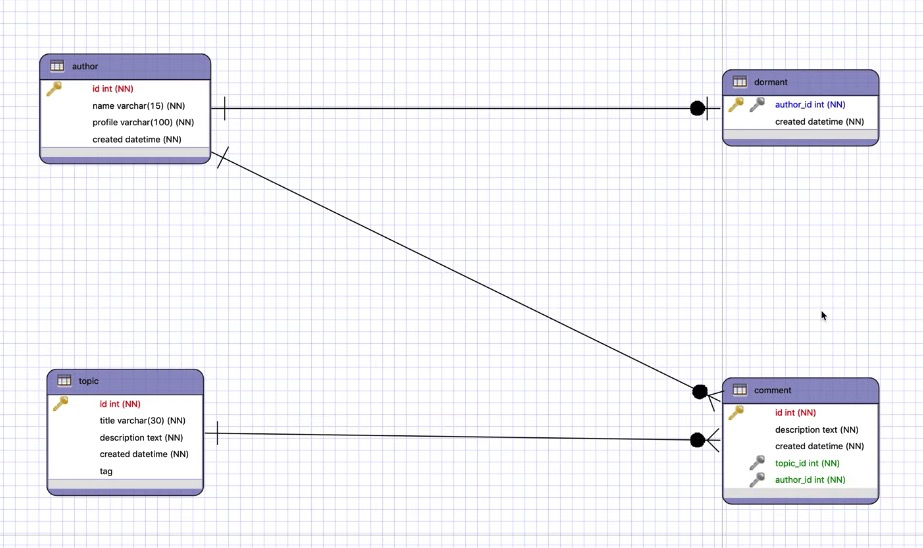 author
id int (NN)
name varchar(15) (NN)
profile varchar(100) (NN)
created datetime (NN)
dormant
author_id int (NN)
created datetime (NN)
topic
id int (NN)
title varchar(30) (NN)
description text (NN)
created datetime (NN)
tag
comment
id int (NN)
description text (NN)
created datetime (NN)
topic_id int (NN)
author_id int (NN)